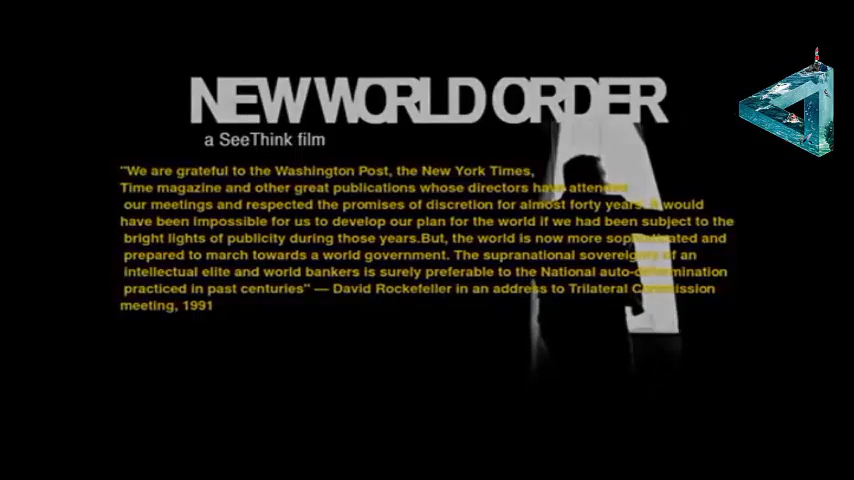 NEW WORLD ORDER
a SeeThink film
"We are grateful to the Washington Post, the New York Times,
Time magazine and other great publications whose directors have attended
our meetings and respected the promises of discretion for almost forty years. It would
have been impossible for us to develop our plan for the world if we had been subject to the
bright lights of publicity during those years.But, the world is now more sophisticated and
prepared to march towards a world government. The supranational sovereignty of an
intellectual elite and world bankers is surely preferable to the National auto-determination
practiced in past centuries" — David Rockefeller in an address to Trilateral Commission
meeting, 1991